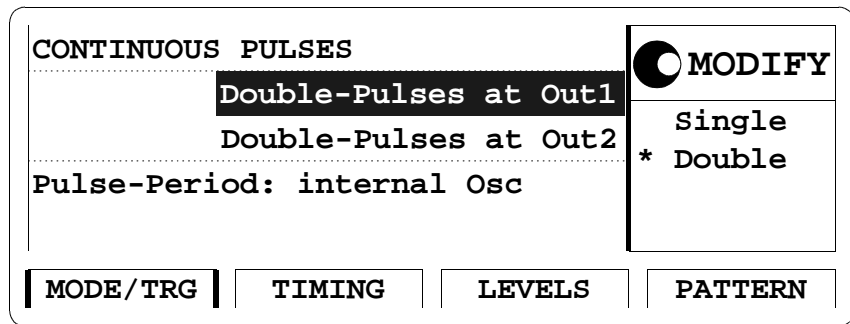 CONTINUOUS PULSES
MODIFY
Double-Pulses at Out1
Double-Pulses at Out2
Single
* Double
Pulse-Period: internal Osc
MODE/TRG
TIMING
LEVELS
PATTERN